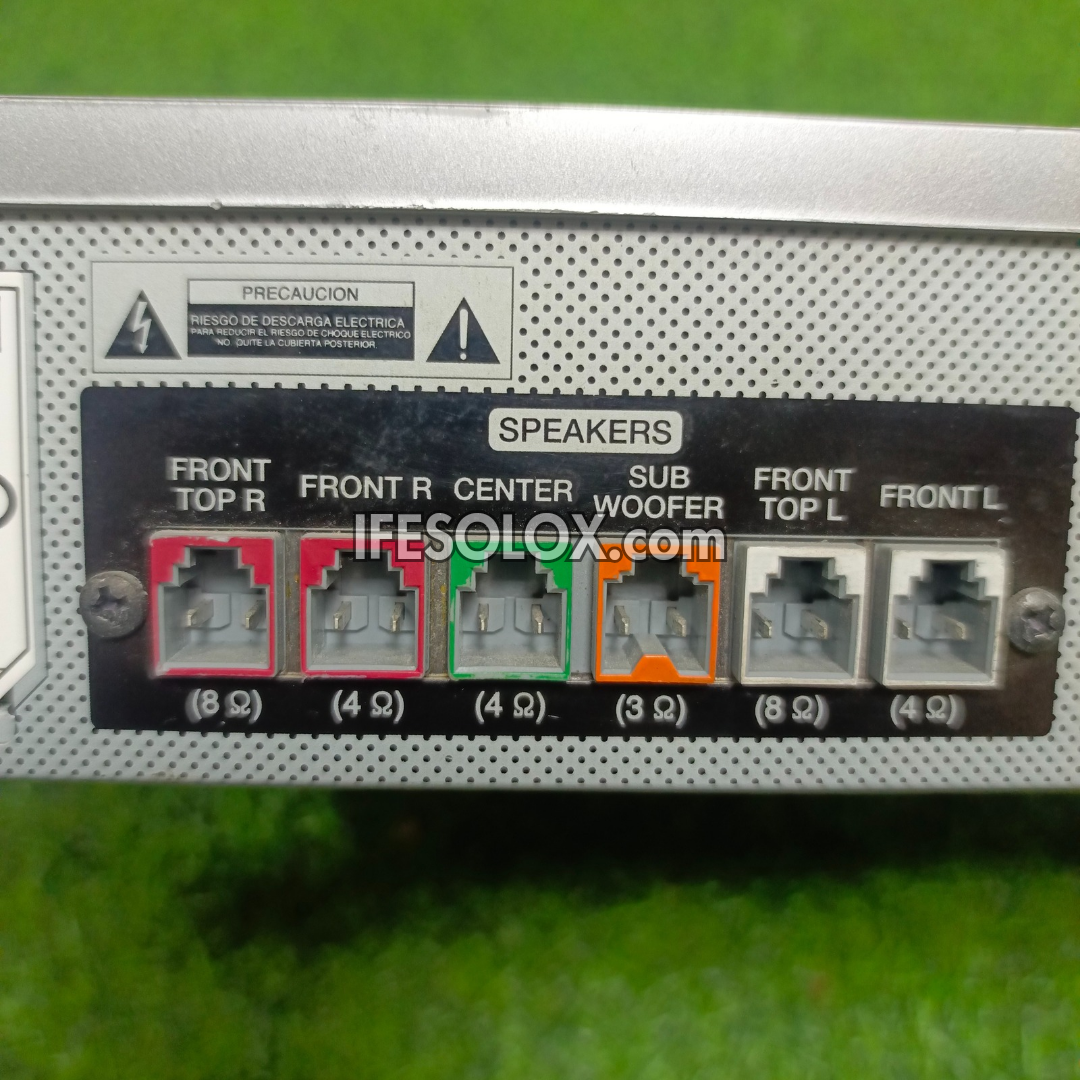 PRECAUCION
RIESGO DE DESCARGA ELECTRICA
PARA REDUCIR EL RIESGO DE CHOQUE ELECTRICO
NO QUITE LA CUBIERTA POSTERIOR
SPEAKERS
FRONT TOP R
FRONT R
CENTER
SUB WOOFER
FRONT TOP L
FRONT L
IFESOLOX.com
(8 Ω)
(4 Ω)
(4 Ω)
(3 Ω)
(8 Ω)
(4 Ω)